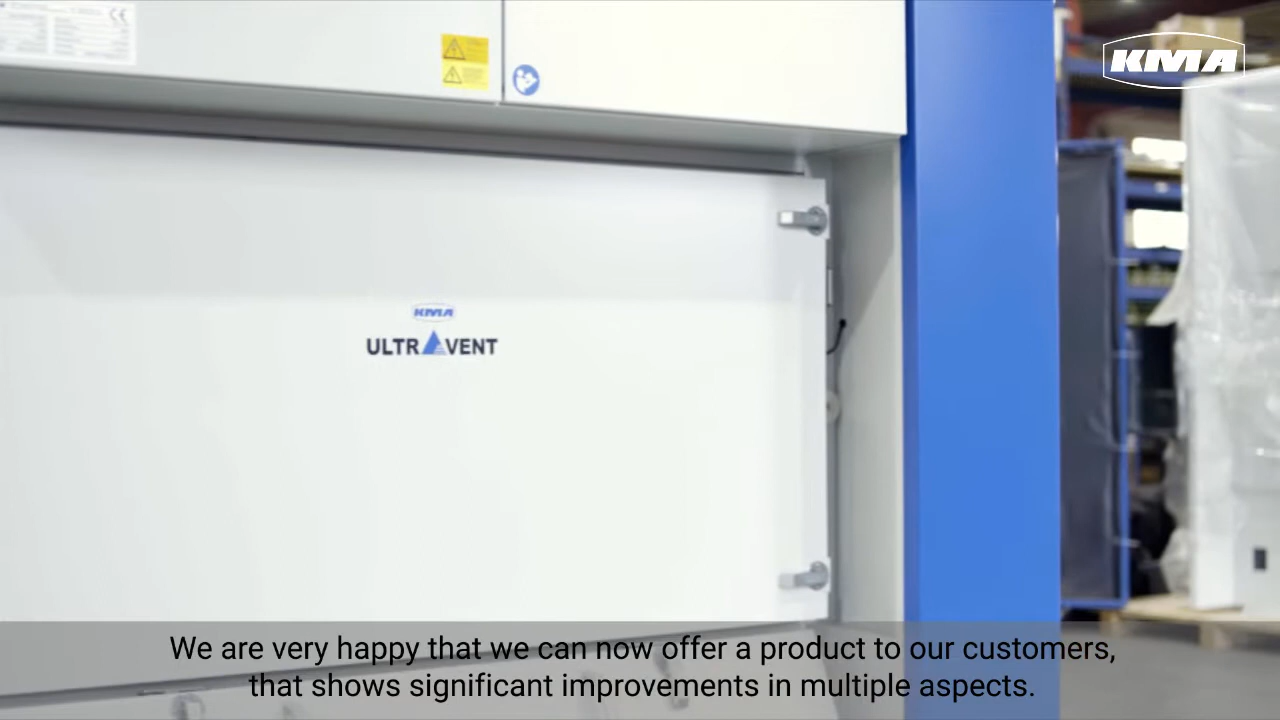 KMA
KMA
ULTRAVENT
We are very happy that we can now offer a product to our customers,
that shows significant improvements in multiple aspects.